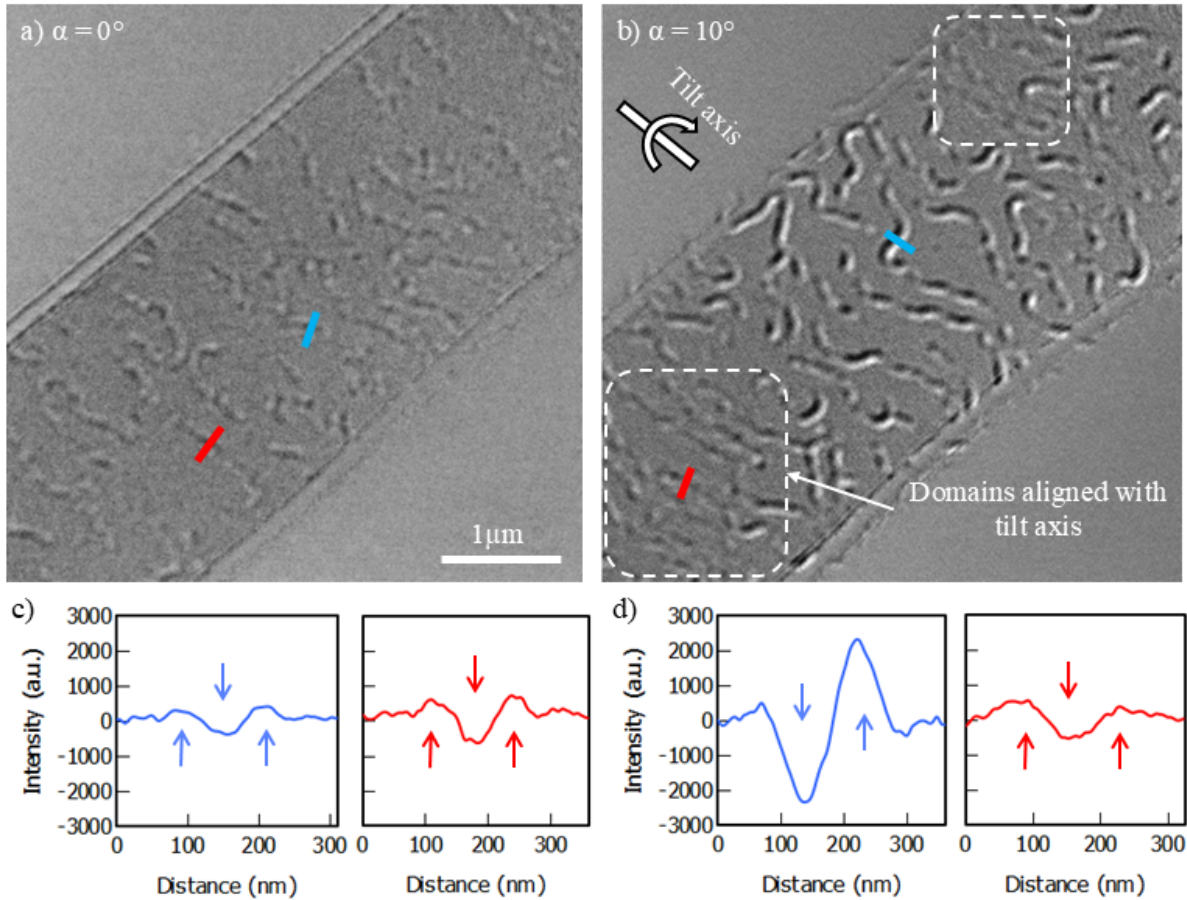 a) α = 0°
1μm
b) α = 10°
Tilt axis
Domains aligned with
tilt axis
c)
Intensity (a.u.)
3000
2000
1000
0
-1000
-2000
-3000
0
100
200
300
Distance (nm)
0
100
200
300
Distance (nm)
d)
Intensity (a.u.)
3000
2000
1000
0
-1000
-2000
-3000
0
100
200
300
Distance (nm)
0
100
200
300
Distance (nm)